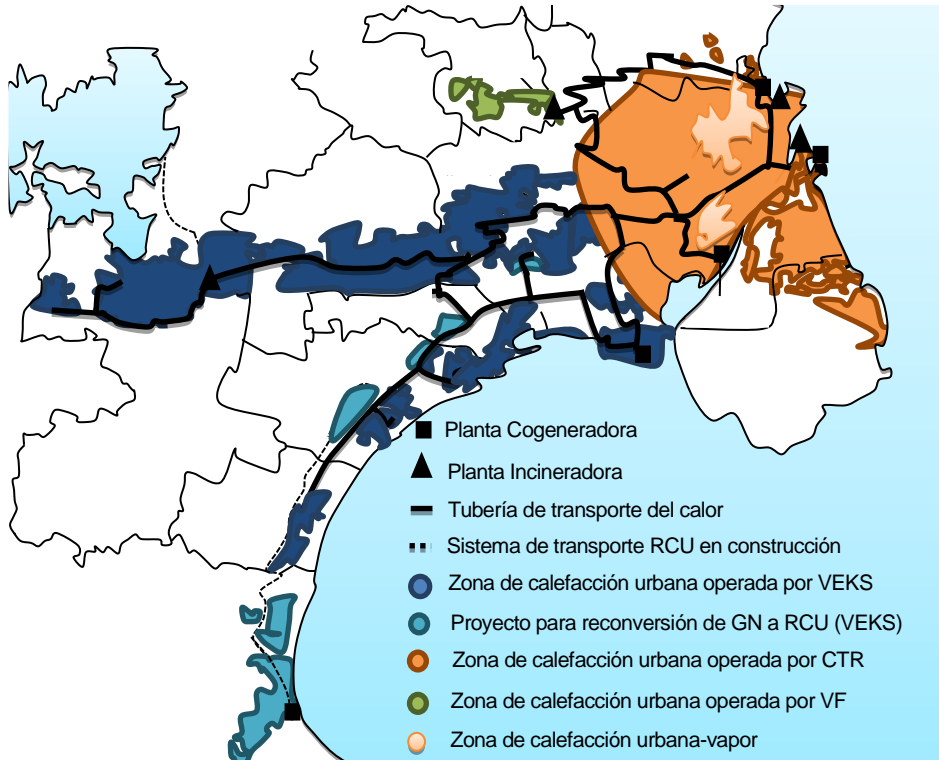 Planta Cogeneradora
Planta Incineradora
Tubería de transporte del calor
Sistema de transporte RCU en construcción
Zona de calefacción urbana operada por VEKS
Proyecto para reconversión de GN a RCU (VEKS)
Zona de calefacción urbana operada por CTR
Zona de calefacción urbana operada por VF
Zona de calefacción urbana-vapor